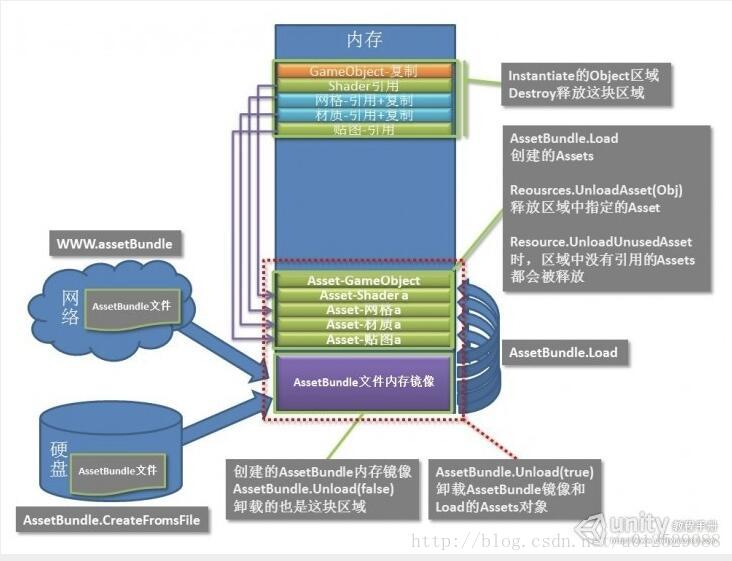 内存
GameObject-复制
Shader引用
网格-引用+复制
材质-引用+复制
贴图-引用
Instantiate的Object区域
Destroy释放这块区域
AssetBundle.Load
创建的Assets
Reousrces.UnloadAsset(Obj)
释放区域中指定的Asset
Resource.UnloadUnusedAsset
时，区域中没有引用的Assets
都会被释放
WWW.assetBundle
网络
AssetBundle文件
Asset-GameObject
Asset-Shader a
Asset-网格a
Asset-材质a
Asset-贴图a
AssetBundle.Load
AssetBundle文件内存镜像
硬盘
AssetBundle文件
AssetBundle.CreateFromsFile
创建的AssetBundle内存镜像
AssetBundle.Unload(false)
卸载的也是这块区域
AssetBundle.Unload(true)
卸载AssetBundle镜像和
Load的Assets对象
unity 教程手册
http://blog.csdn.net/u012529088